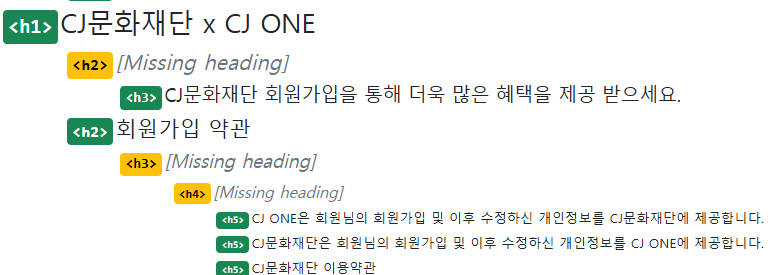 <h1> CJ문화재단 x CJ ONE
<h2> [Missing heading]
<h3> CJ문화재단 회원가입을 통해 더욱 많은 혜택을 제공 받으세요.
<h2> 회원가입 약관
<h3> [Missing heading]
<h4> [Missing heading]
<h5> CJ ONE은 회원님의 회원가입 및 이후 수정하신 개인정보를 CJ문화재단에 제공합니다.
<h5> CJ문화재단은 회원님의 회원가입 및 이후 수정하신 개인정보를 CJ ONE에 제공합니다.
<h5> CJ문화재단 이용약관